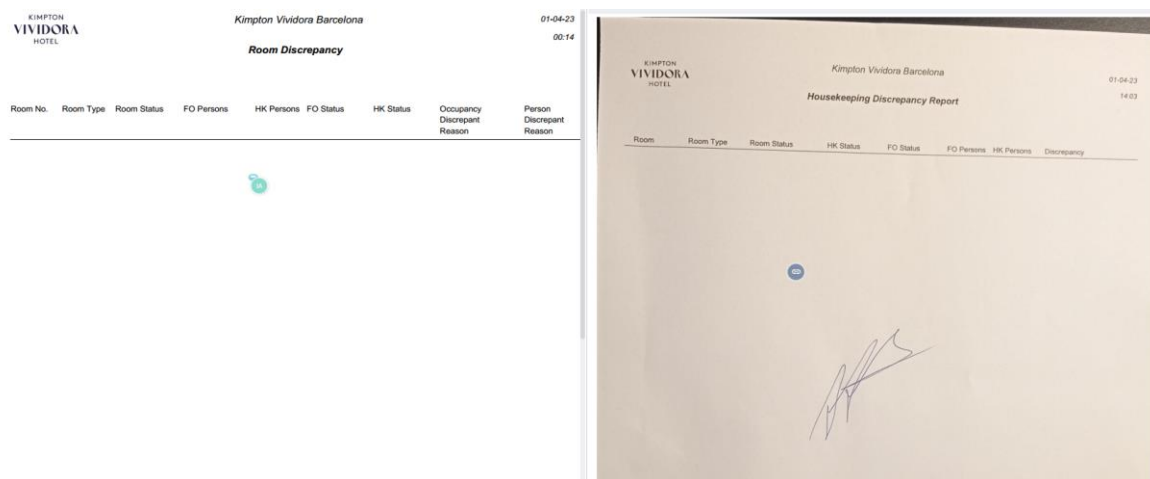 KIMPTON
VIVIDORA
HOTEL
Kimpton Vividora Barcelona
01-04-23
00:14
Room Discrepancy
Room No. Room Type Room Status FO Persons HK Persons FO Status HK Status Occupancy Discrepant Reason Person Discrepant Reason
KIMPTON
VIVIDORA
HOTEL
Kimpton Vividora Barcelona
01-04-23
14:03
Housekeeping Discrepancy Report
Room Room Type Room Status HK Status FO Status FO Persons HK Persons Discrepancy